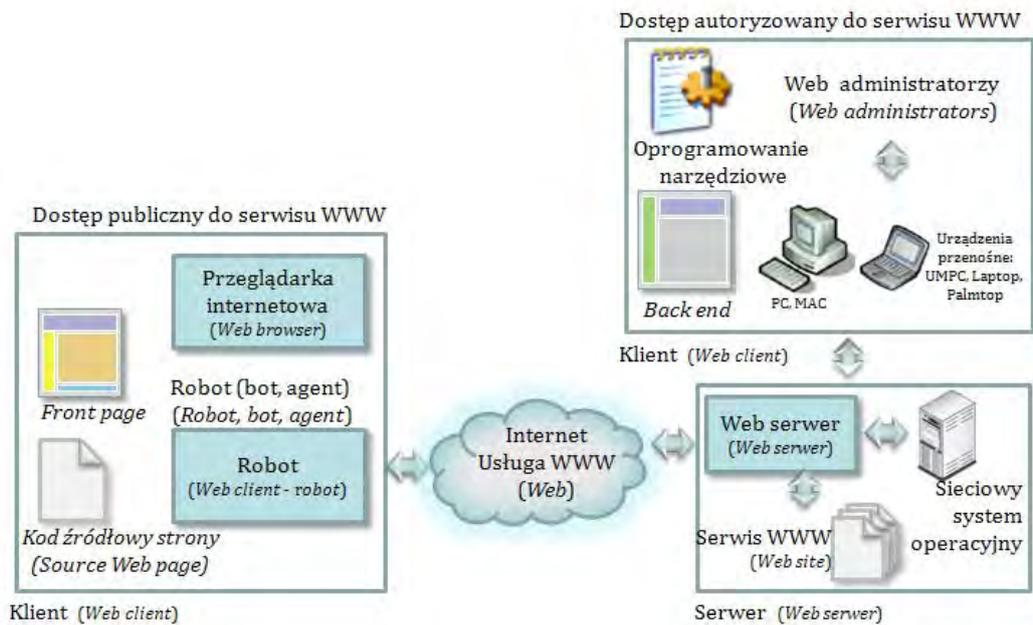 Dostęp autoryzowany do serwisu WWW
Web administratorzy
(Web administrators)
Oprogramowanie
narzędziowe
Back end
PC, MAC
Urządzenia
przenośne:
UMPC, Laptop,
Palmtop
Klient (Web client)
Dostęp publiczny do serwisu WWW
Przeglądarka
internetowa
(Web browser)
Front page
Robot (bot, agent)
(Robot, bot, agent)
Robot
(Web client - robot)
Kod źródłowy strony
(Source Web page)
Klient (Web client)
Internet
Usługa WWW
(Web)
Web serwer
(Web serwer)
Sieciowy
system
operacyjny
Serwis WWW
(Web site)
Serwer (Web serwer)